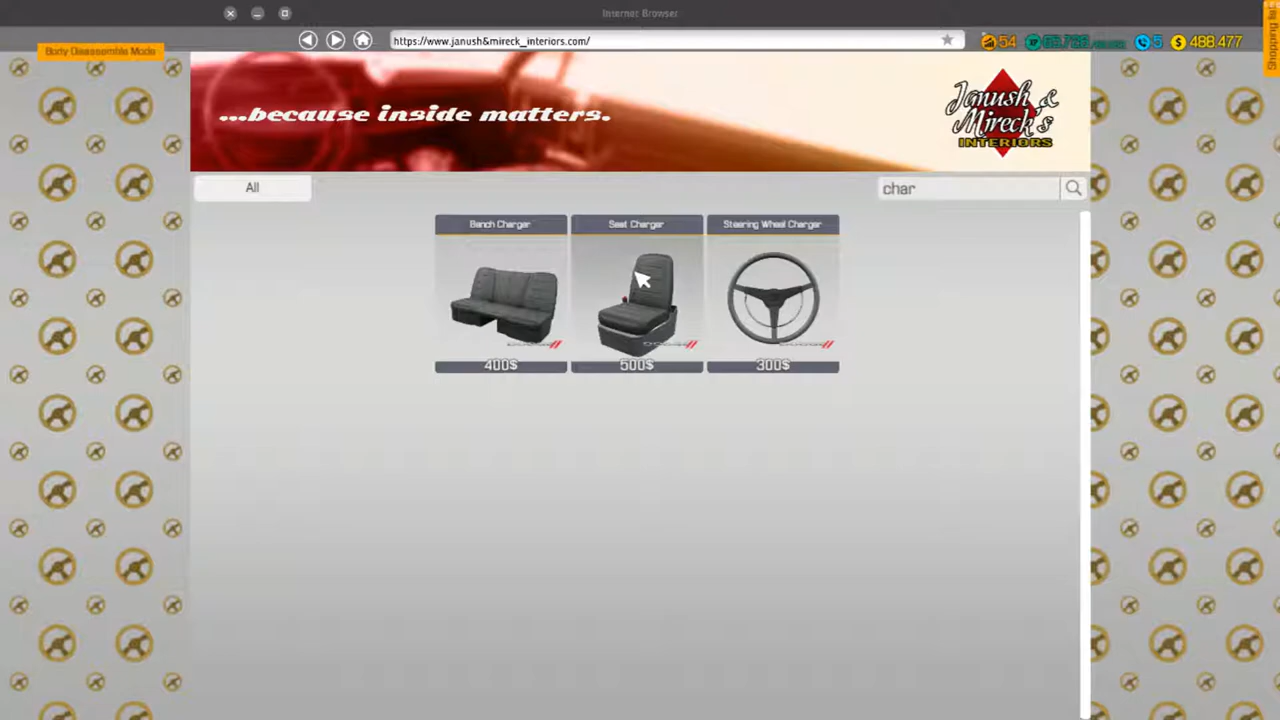 Internet Browser
Body Disassemble Mode
https://www.janush&mireck_interiors.com/
54
5
$ 488.477
...because inside matters.
Janush & Mireck's
INTERIORS
All
char
Bench Charger
Seat Charger
Steering Wheel Charger
400$
500$
300$